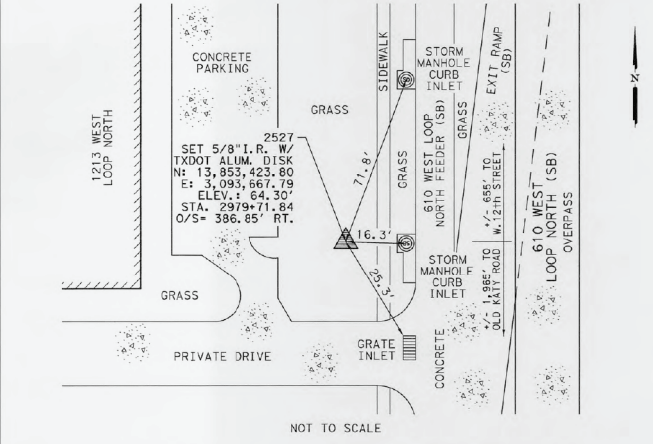 CONCRETE
PARKING
SIDEWALK
STORM
MANHOLE
CURB
INLET
EXIT RAMP
(SB)
N
GRASS
GRASS
1213 WEST
LOOP NORTH
2527
SET 5/8" I.R. W/
TXDOT ALUM. DISK
N: 13,853,423.80
E: 3,093,667.79
ELEV.: 64.30'
STA. 2979+71.84
O/S= 386.85' RT.
71.8'
GRASS
610 WEST LOOP
NORTH FEEDER (SB)
+/- 655' TO
W.12th STREET
610 WEST
LOOP NORTH (SB)
OVERPASS
16.3'
25.3'
STORM
MANHOLE
CURB
INLET
+/- 1,965' TO
OLD KATY ROAD
GRASS
PRIVATE DRIVE
GRATE
INLET
CONCRETE
NOT TO SCALE